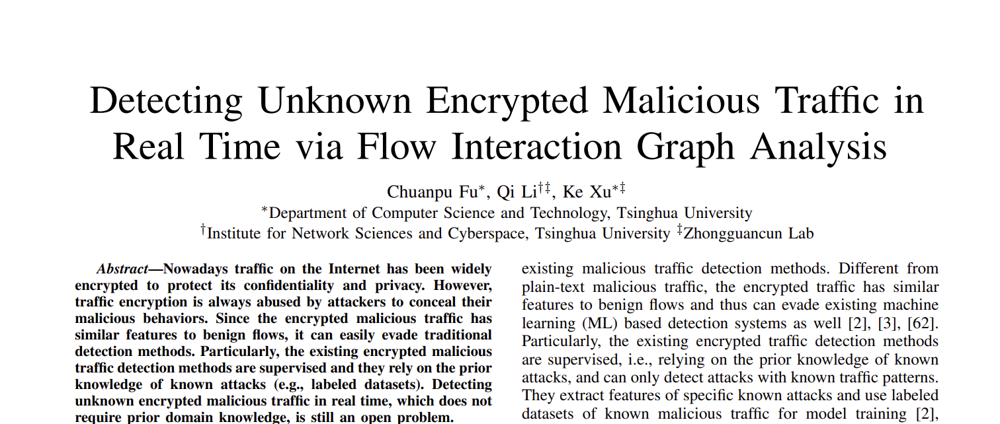 Detecting Unknown Encrypted Malicious Traffic in
Real Time via Flow Interaction Graph Analysis
Chuanpu Fu*, Qi Li†‡, Ke Xu*‡
*Department of Computer Science and Technology, Tsinghua University
†Institute for Network Sciences and Cyberspace, Tsinghua University ‡Zhongguancun Lab
Abstract—Nowadays traffic on the Internet has been widely
encrypted to protect its confidentiality and privacy. However,
traffic encryption is always abused by attackers to conceal their
malicious behaviors. Since the encrypted malicious traffic has
similar features to benign flows, it can easily evade traditional
detection methods. Particularly, the existing encrypted malicious
traffic detection methods are supervised and they rely on the prior
knowledge of known attacks (e.g., labeled datasets). Detecting
unknown encrypted malicious traffic in real time, which does not
require prior domain knowledge, is still an open problem.
existing malicious traffic detection methods. Different from
plain-text malicious traffic, the encrypted traffic has similar
features to benign flows and thus can evade existing machine
learning (ML) based detection systems as well [2], [3], [62].
Particularly, the existing encrypted traffic detection methods
are supervised, i.e., relying on the prior knowledge of known
attacks, and can only detect attacks with known traffic patterns.
They extract features of specific known attacks and use labeled
datasets of known malicious traffic for model training [2],